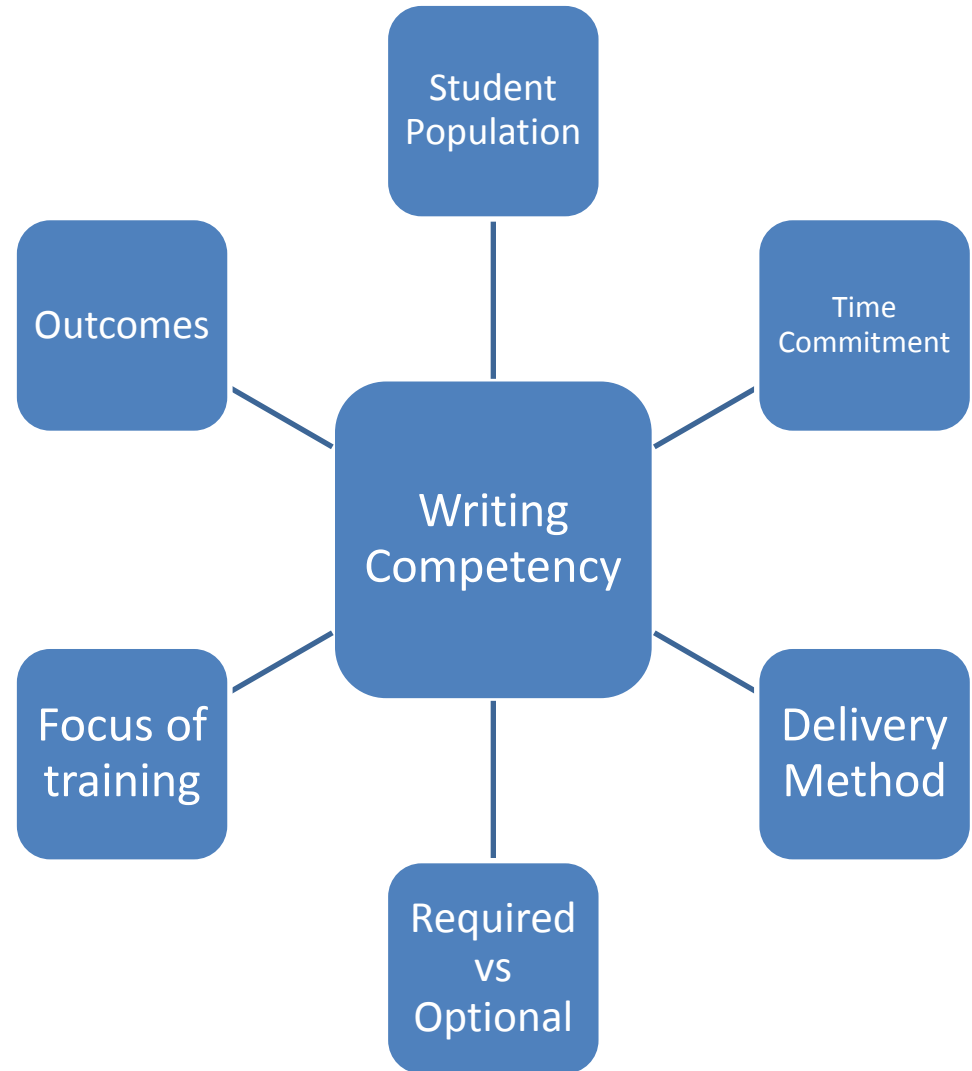 Student
Population
Outcomes
Time
Commitment
Writing
Competency
Focus of
training
Delivery
Method
Required
vs
Optional